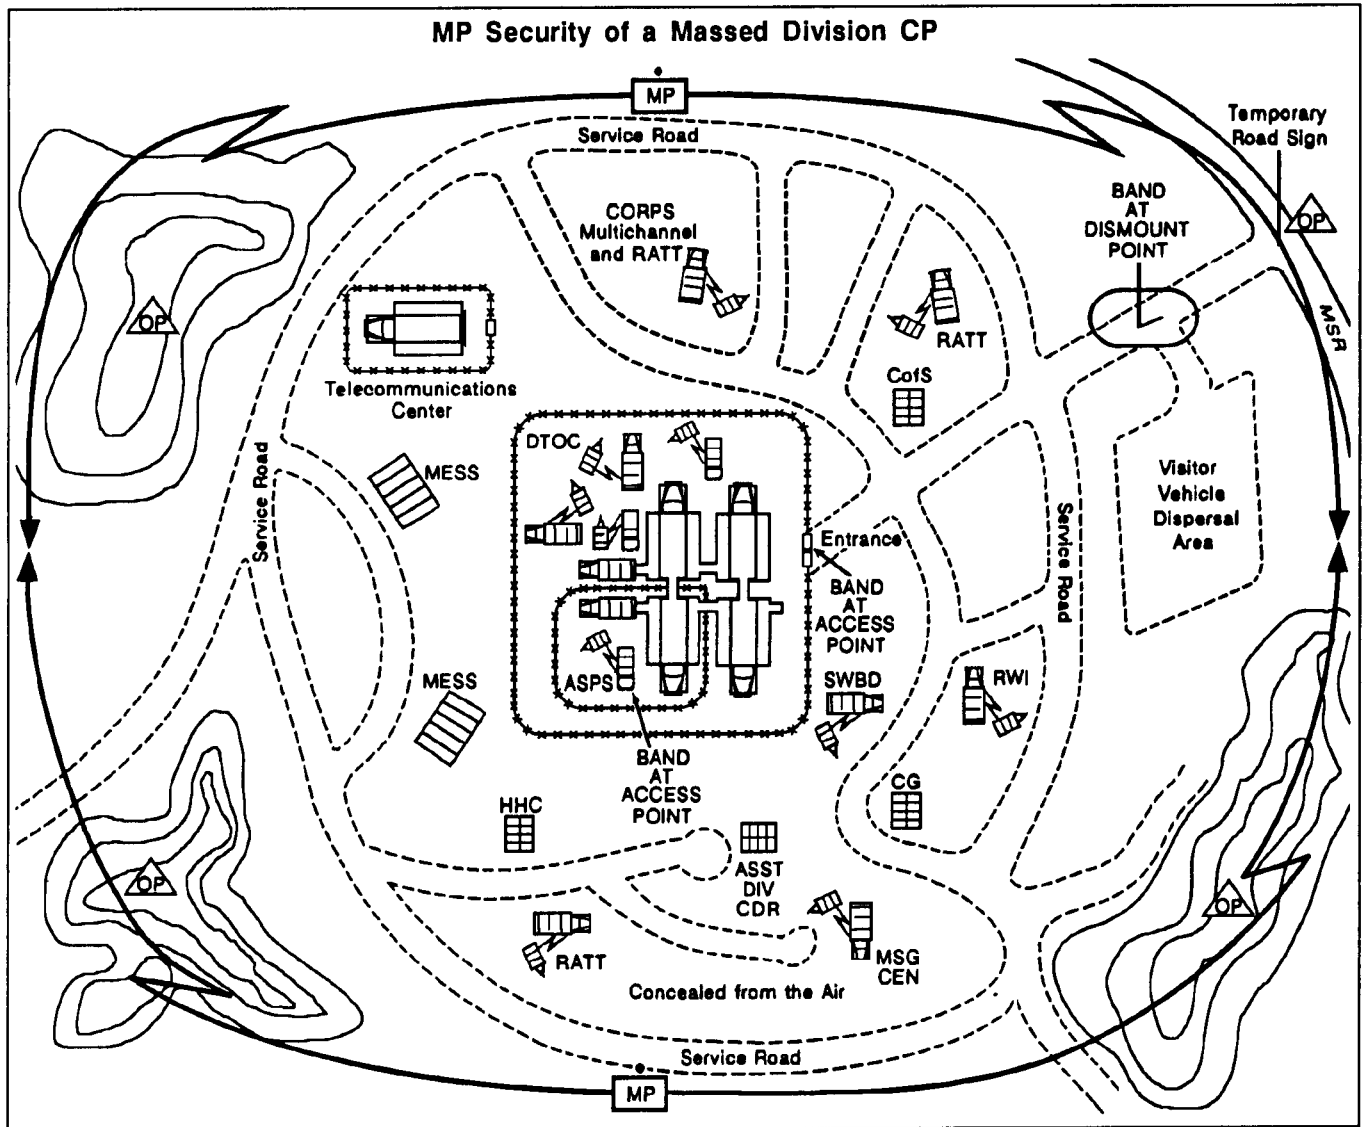 MP Security of a Massed Division CP
MP
Service Road
Temporary
Road Sign
OP
BAND
AT
DISMOUNT
POINT
CORPS
Multichannel
and RATT
OP
MSR
RATT
Telecommunications
Center
CofS
DTOC
MESS
Service Road
Visitor
Vehicle
Dispersal
Area
Service Road
Entrance
BAND
AT
ACCESS
POINT
ASPS
MESS
SWBD
RWI
BAND
AT
ACCESS
POINT
CG
HHC
ASST
DIV
CDR
OP
OP
RATT
MSG
CEN
Concealed from the Air
Service Road
MP